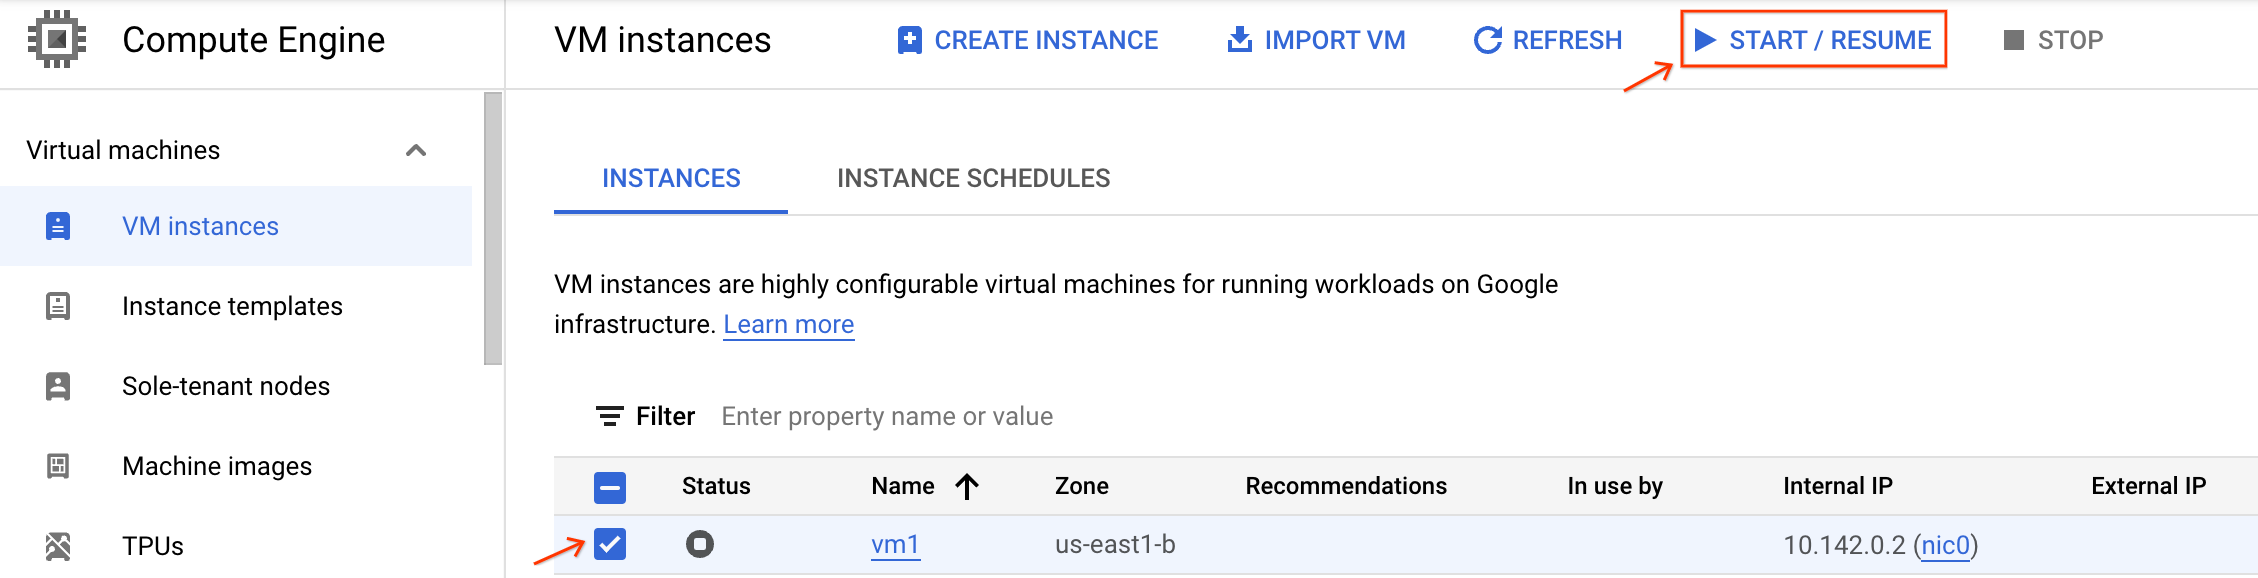 Compute Engine
VM instances
CREATE INSTANCE
IMPORT VM
REFRESH
START / RESUME
STOP
Virtual machines
VM instances
Instance templates
Sole-tenant nodes
Machine images
TPUs
INSTANCES
INSTANCE SCHEDULES
VM instances are highly configurable virtual machines for running workloads on Google
infrastructure. Learn more
Filter Enter property name or value
Status Name Zone Recommendations In use by Internal IP External IP
vm1 us-east1-b 10.142.0.2 (nic0)